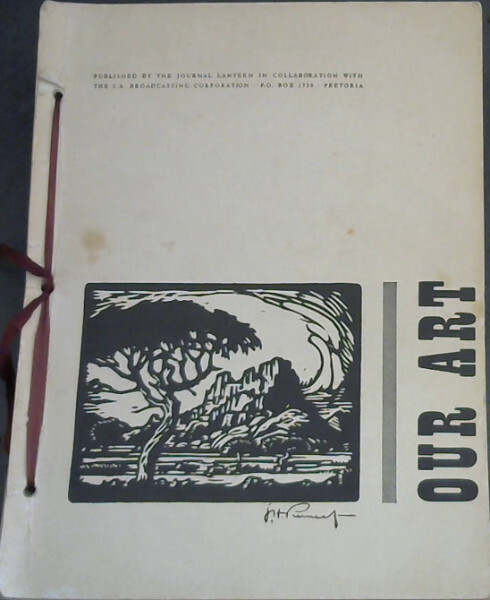 PUBLISHED BY THE JOURNAL LANTERN IN COLLABORATION WITH
THE S.A. BROADCASTING CORPORATION P.O. BOX 1758 PRETORIA
OUR ART